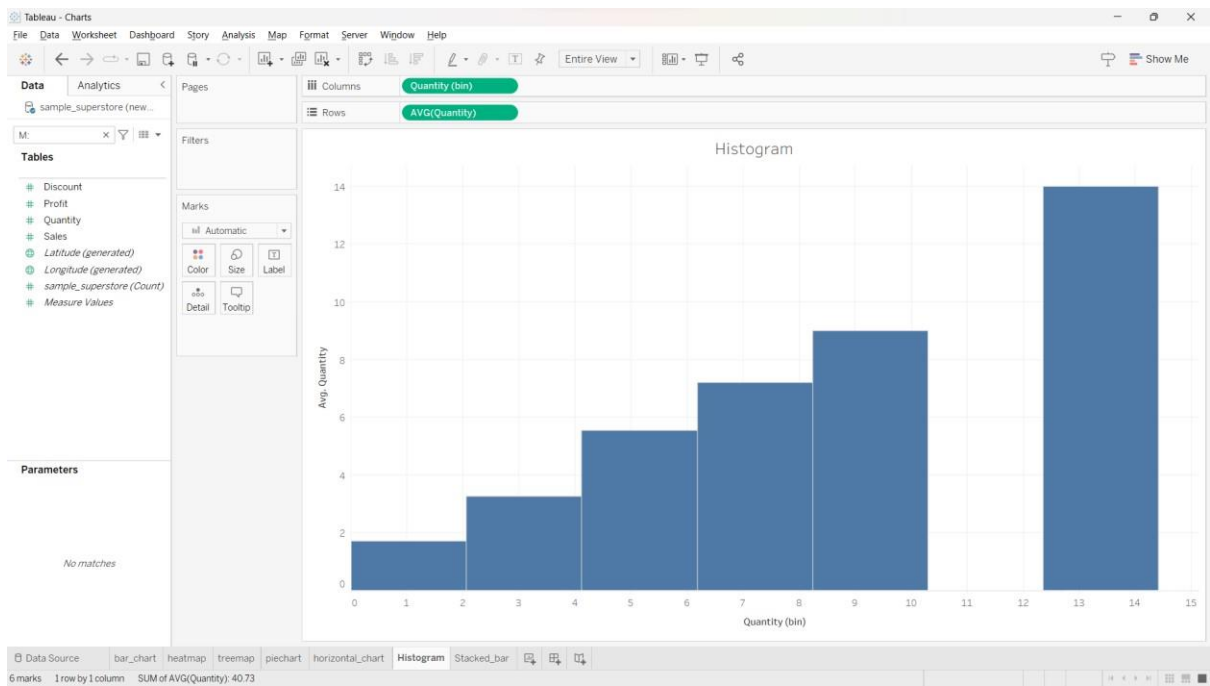 Tableau - Charts
File Data Worksheet Dashboard Story Analysis Map Format Server Window Help
Entire View
Show Me
Data Analytics
Pages
Columns
Quantity (bin)
sample_superstore (new...
Rows
AVG(Quantity)
M:
Filters
Tables
Histogram
Discount
Profit
Quantity
Sales
Latitude (generated)
Longitude (generated)
sample_superstore (Count)
Measure Values
Marks
Automatic
Color Size Label
Detail Tooltip
Avg. Quantity
14
12
10
8
6
4
2
0
0 1 2 3 4 5 6 7 8 9 10 11 12 13 14 15
Quantity (bin)
Parameters
No matches
Data Source bar_chart heatmap treemap piechart horizontal_chart Histogram Stacked_bar
6 marks 1 row by 1 column SUM of AVG(Quantity): 40.73